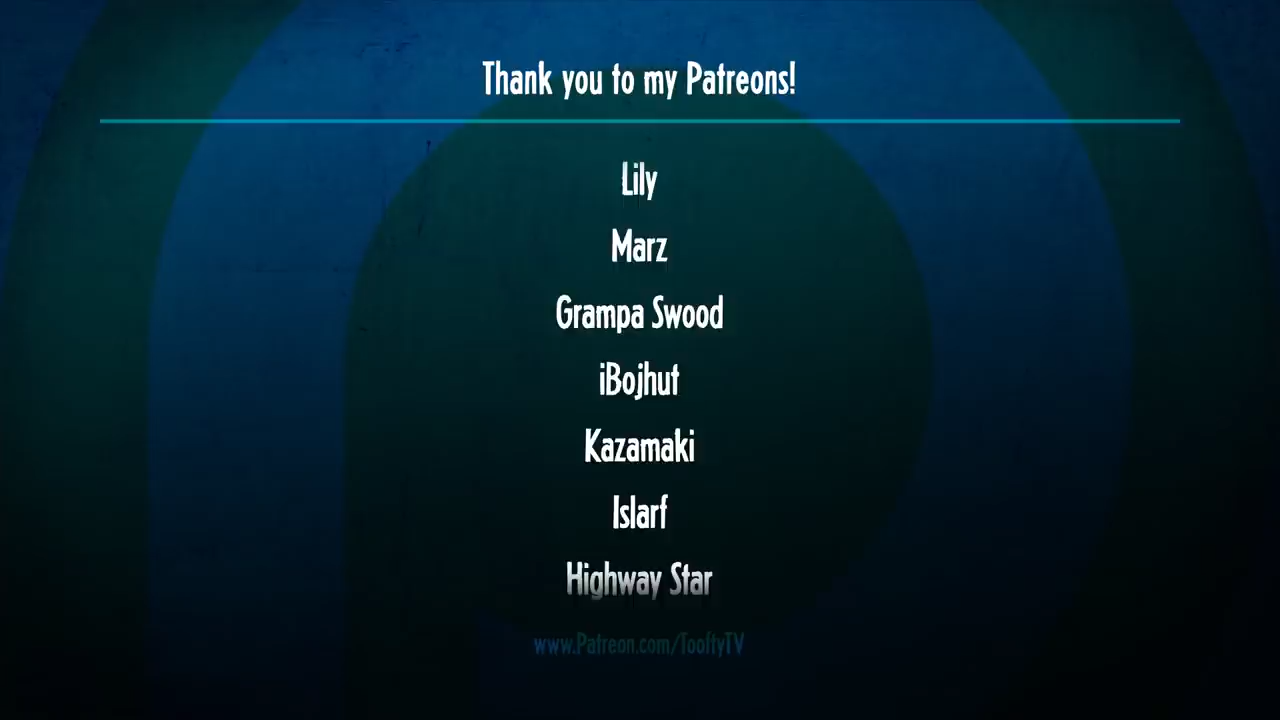 Thank you to my Patreons!
Lily
Marz
Grampa Swood
iBojhut
Kazamaki
Islarf
Highway Star
www.Patreon.com/TooftyTV